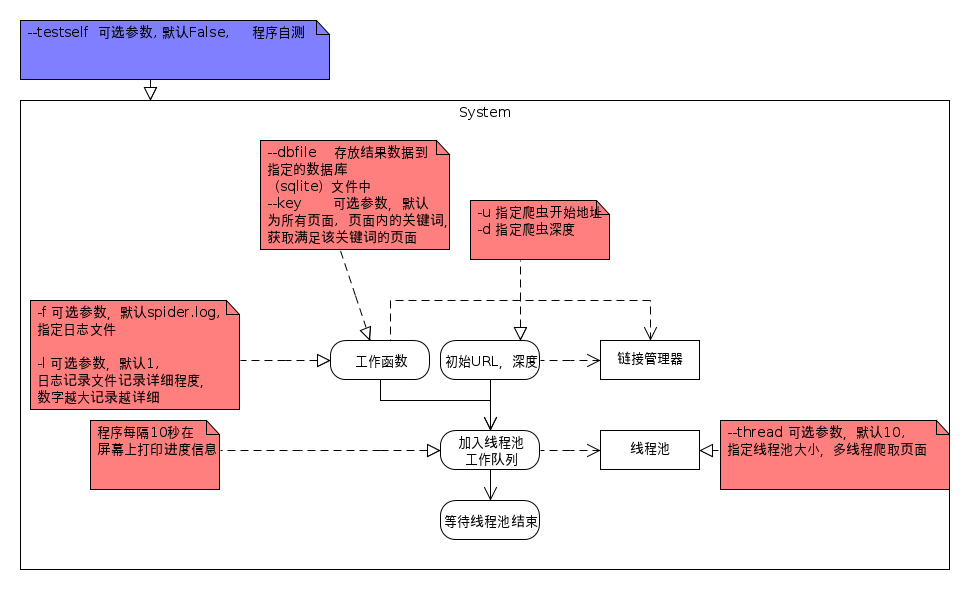 --testself 可选参数, 默认False, 程序自测
System
--dbfile 存放结果数据到
指定的数据库
（sqlite）文件中
--key 可选参数，默认
为所有页面，页面内的关键词,
获取满足该关键词的页面
-u 指定爬虫开始地址
-d 指定爬虫深度
-f 可选参数，默认spider.log,
指定日志文件
-l 可选参数，默认1,
日志记录文件记录详细程度,
数字越大记录越详细
工作函数
初始URL，深度
链接管理器
程序每隔10秒在
屏幕上打印进度信息
加入线程池
工作队列
线程池
--thread 可选参数，默认10,
指定线程池大小，多线程爬取页面
等待线程池结束